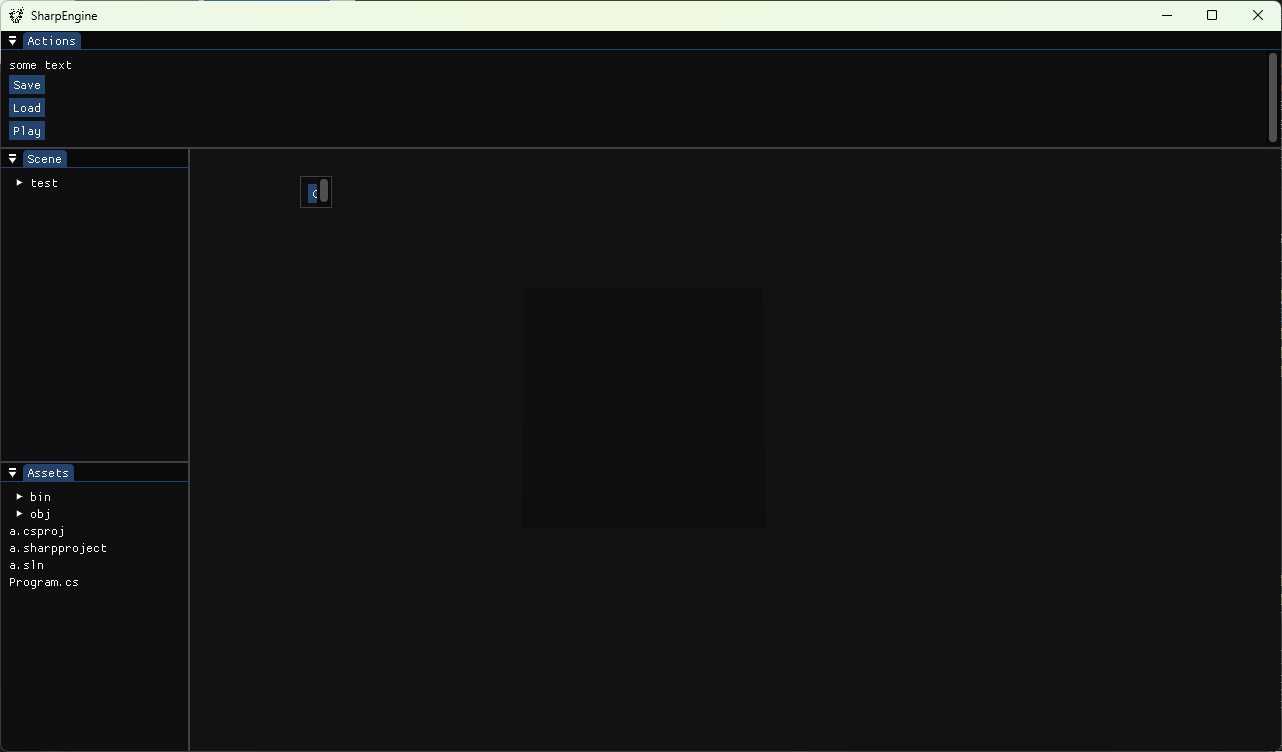 SharpEngine
Actions
some text
Save
Load
Play
Scene
test
Assets
bin
obj
a.csproj
a.sharpproject
a.sln
Program.cs